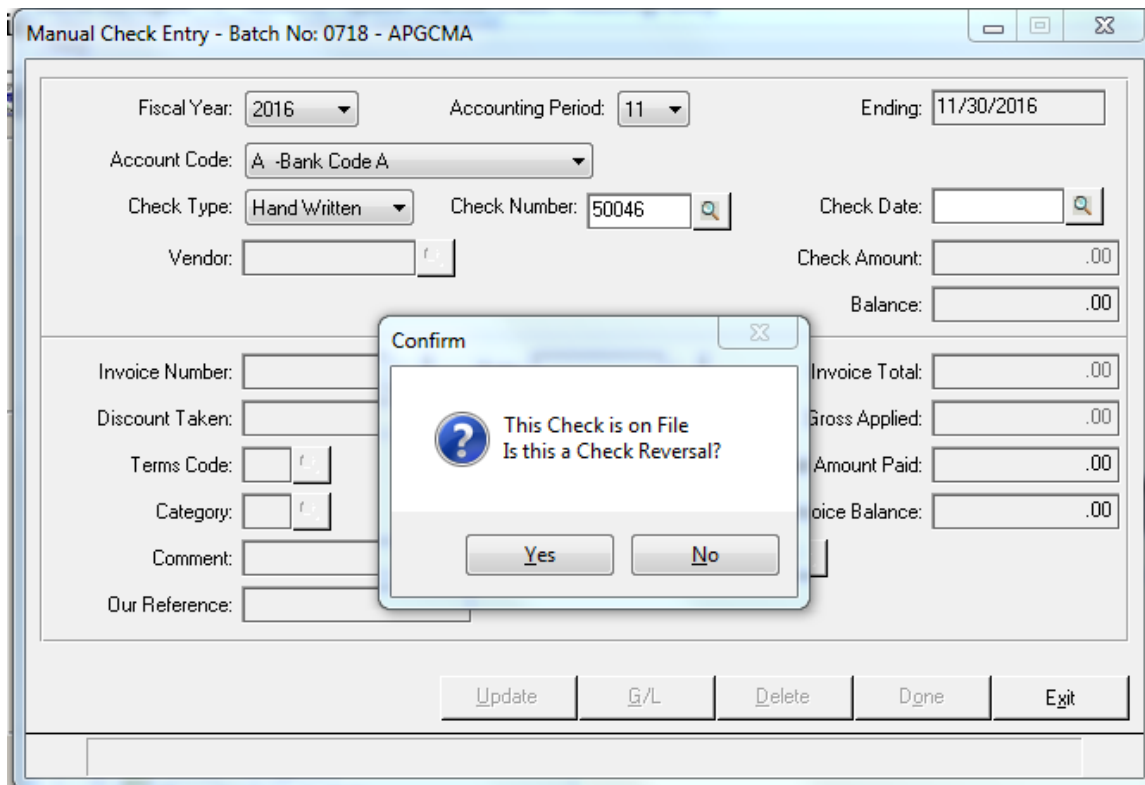 Manual Check Entry - Batch No: 0718 - APGCMA
Fiscal Year: 2016 Accounting Period: 11 Ending: 11/30/2016
Account Code: A -Bank Code A
Check Type: Hand Written Check Number: 50046 Check Date:
Vendor: Check Amount: .00
Balance: .00
Confirm
This Check is on File
Is this a Check Reversal?
Yes No
Invoice Number: Invoice Total: .00
Discount Taken: Gross Applied: .00
Terms Code: Amount Paid: .00
Category: oice Balance: .00
Comment:
Our Reference:
Update G/L Delete Done Exit